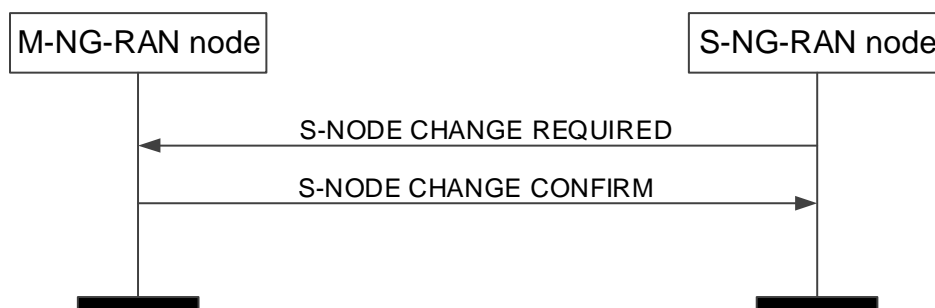 M-NG-RAN node
S-NG-RAN node
S-NODE CHANGE REQUIRED
S-NODE CHANGE CONFIRM